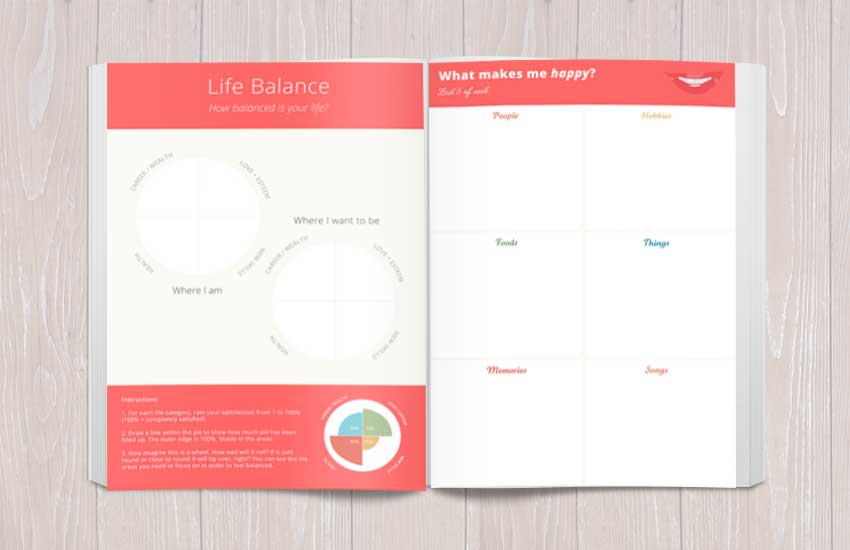 Life Balance
How balanced is your life?
CAREER / WEALTH
LOVE + ESTEEM
HEALTH
NEW SKILLS
Where I am
Where I want to be
CAREER / WEALTH
LOVE + ESTEEM
HEALTH
NEW SKILLS
Instructions
1. For each life category, rate your satisfaction from 1 to 100%
(100% = completely satisfied).
2. Draw a line within the pie to show how much pie has been
filled up. The outer edge is 100%. Shade in the areas.
3. Now imagine this is a wheel. How well will it roll? If is isn't
round or close to round it will tip over, right? You can see the life
areas you need to focus on in order to feel balanced.
What makes me happy?
List 5 of each
People
Hobbies
Foods
Things
Memories
Songs